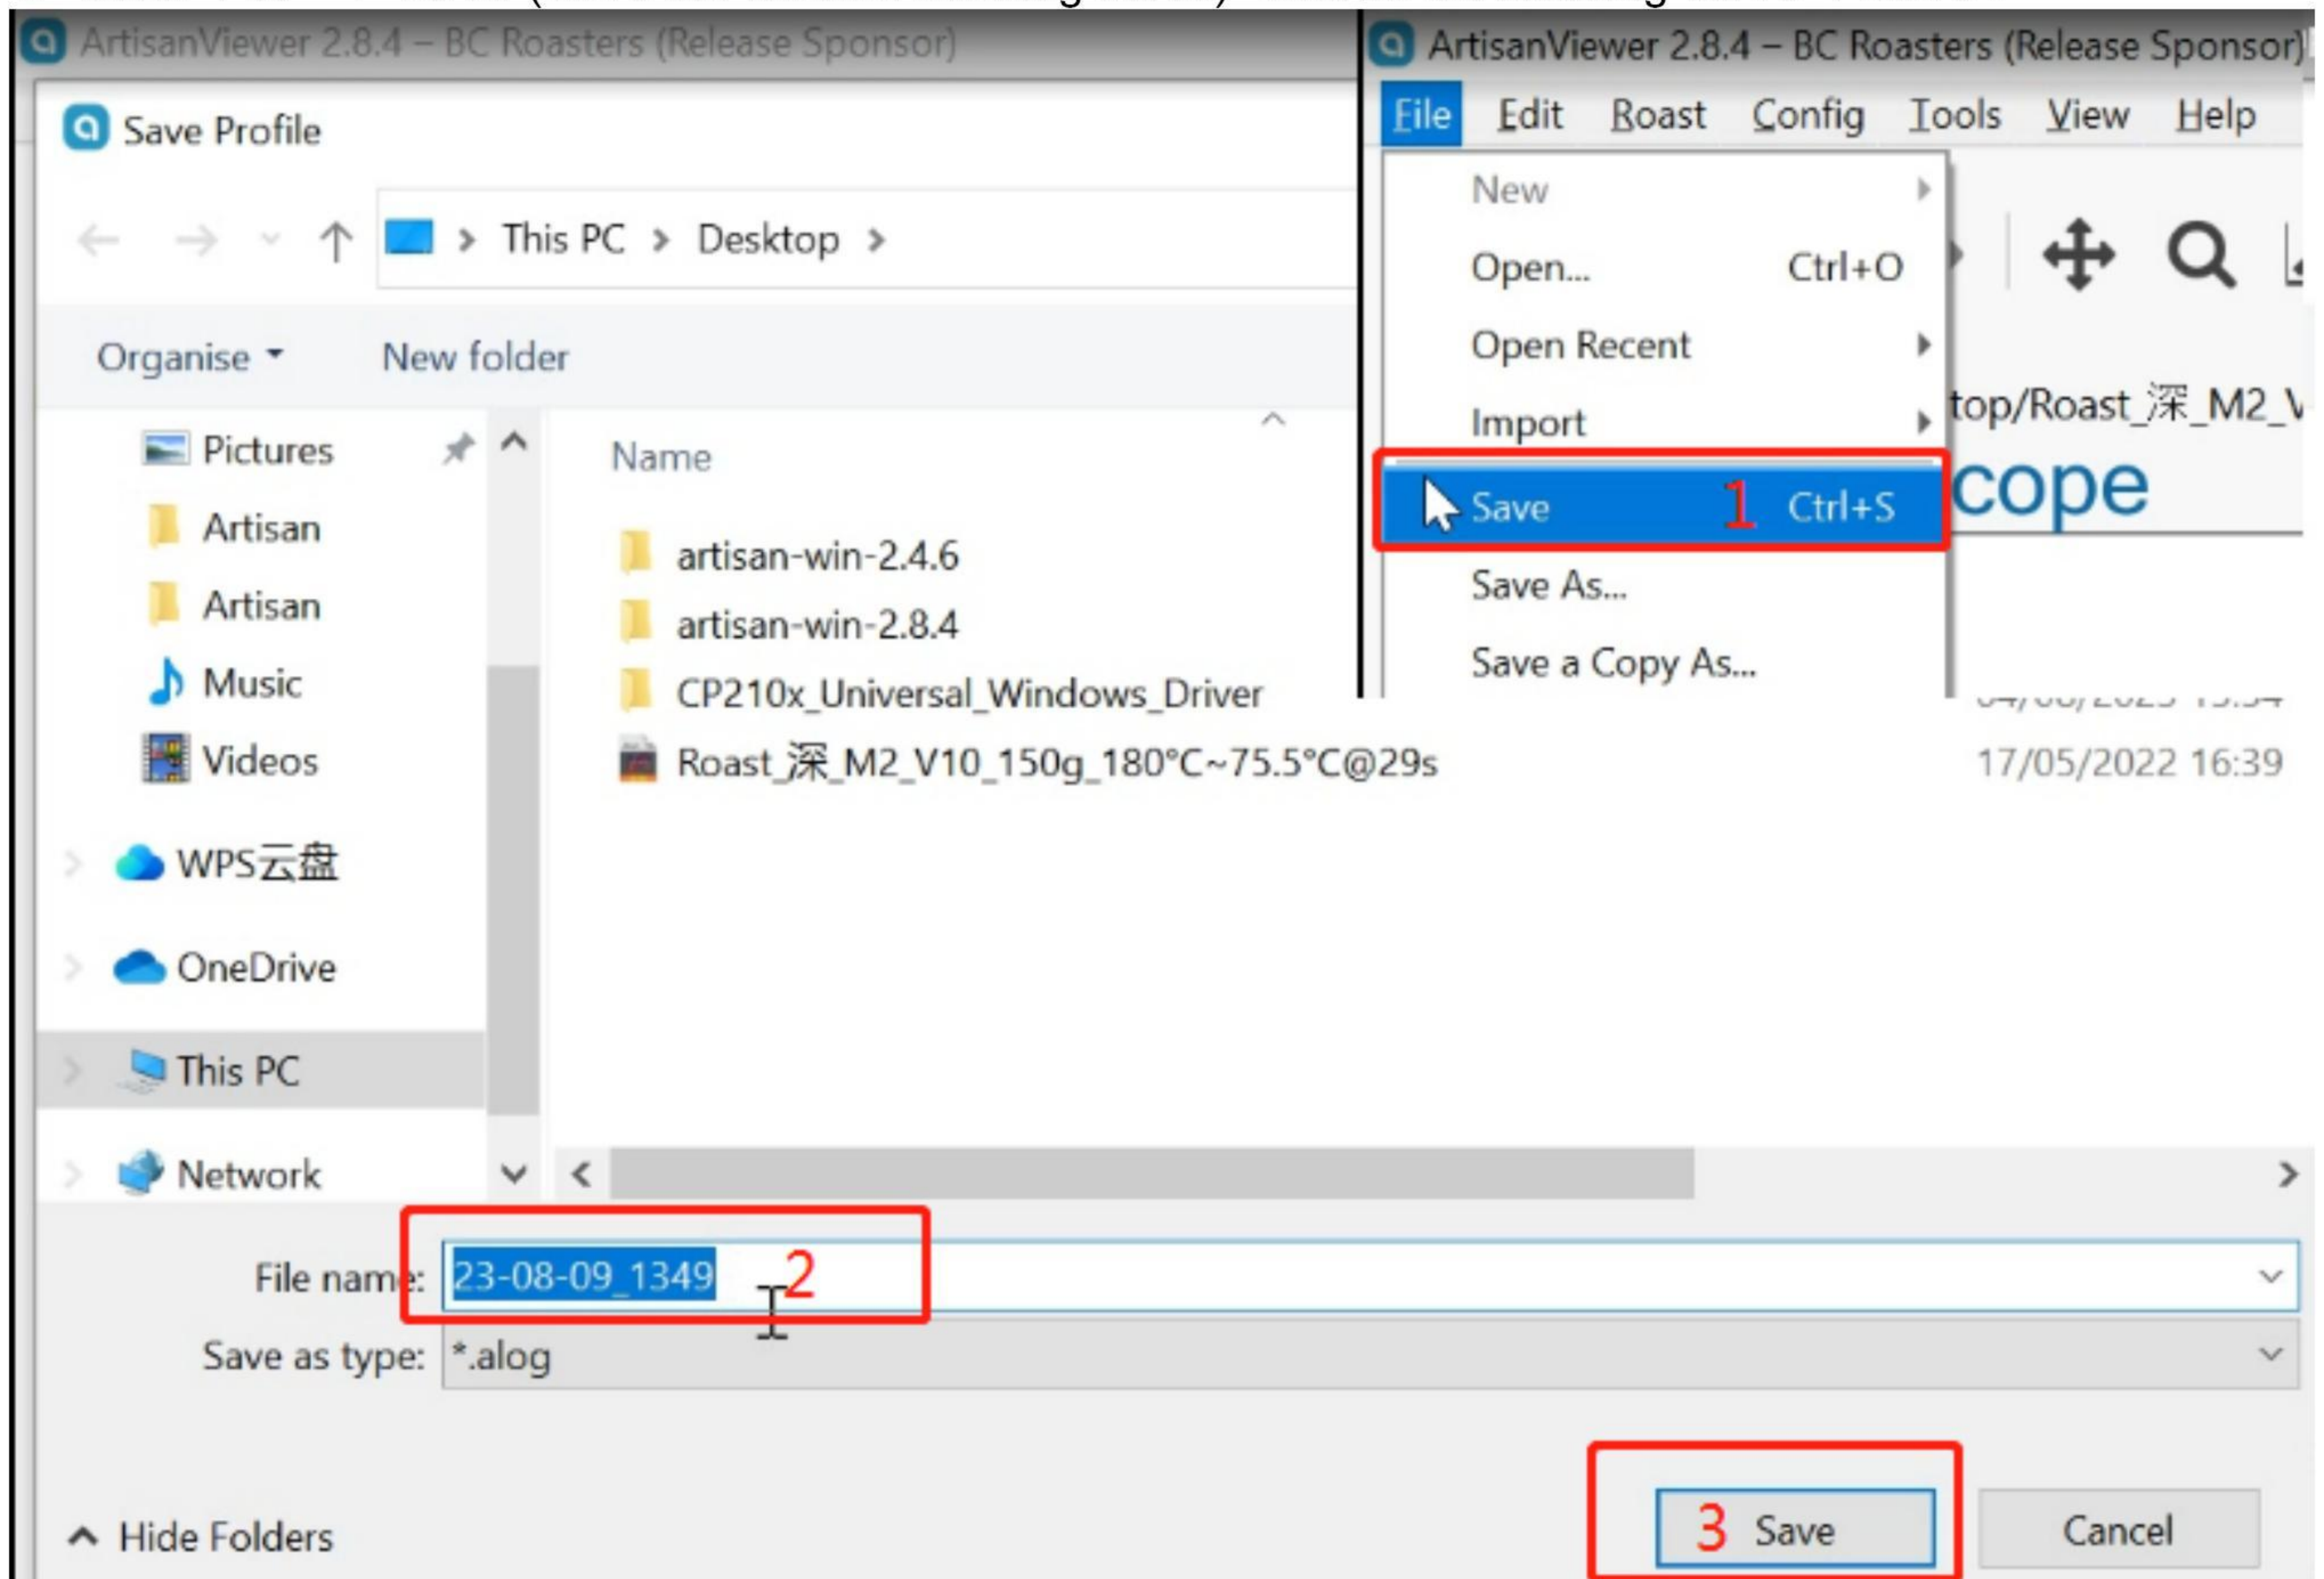 ArtisanViewer 2.8.4 – BC Roasters (Release Sponsor)
Save Profile
This PC > Desktop >
Organise
New folder
Pictures
Artisan
Artisan
Music
Videos
WPS云盘
OneDrive
This PC
Network
Name
artisan-win-2.4.6
artisan-win-2.8.4
CP210x_Universal_Windows_Driver
Roast_深_M2_V10_150g_180°C~75.5°C@29s
17/05/2022 16:39
File name: 23-08-09_1349 2
Save as type: *.alog
Hide Folders
3 Save
Cancel
ArtisanViewer 2.8.4 – BC Roasters (Release Sponsor)
File Edit Roast Config Tools View Help
New
Open... Ctrl+O
Open Recent
Import
Save 1 Ctrl+S
Save As...
Save a Copy As...
top/Roast_深_M2_V
cope